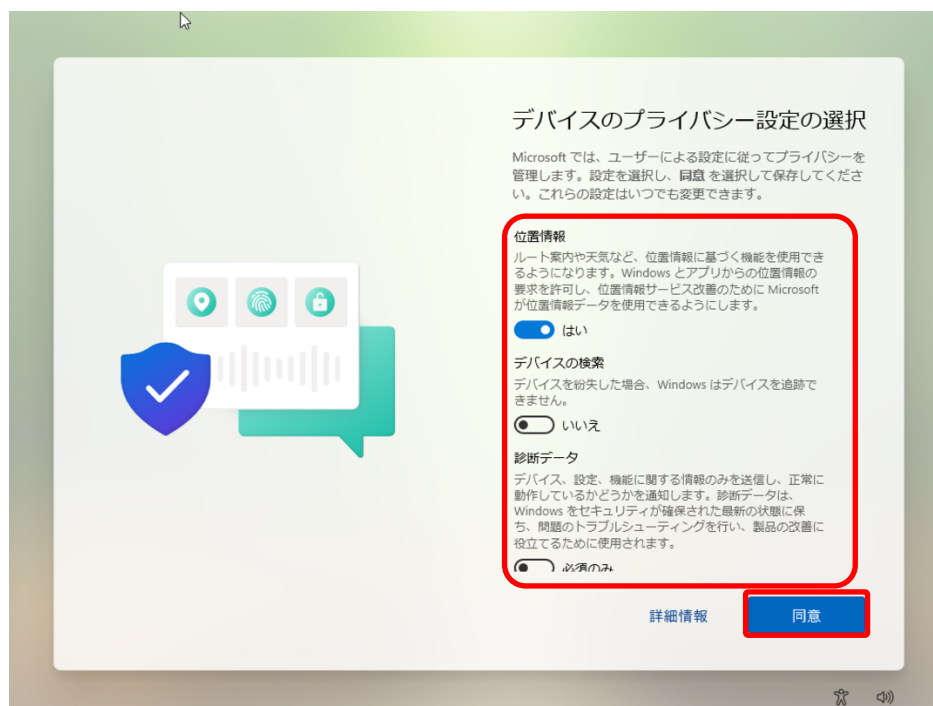 デバイスのプライバシー設定の選択
Microsoft では、ユーザーによる設定に従ってプライバシーを
管理します。設定を選択し、同意 を選択して保存してくださ
い。これらの設定はいつでも変更できます。
位置情報
ルート案内や天気など、位置情報に基づく機能を使用でき
るようになります。Windows とアプリからの位置情報の
要求を許可し、位置情報サービス改善のために Microsoft
が位置情報データを使用できるようにします。
はい
デバイスの検索
デバイスを紛失した場合、Windows はデバイスを追跡で
きません。
いいえ
診断データ
デバイス、設定、機能に関する情報のみを送信し、正常に
動作しているかどうかを通知します。診断データは、
Windows をセキュリティが確保された最新の状態に保
ち、問題のトラブルシューティングを行い、製品の改善に
役立てるために使用されます。
必須のみ
詳細情報
同意